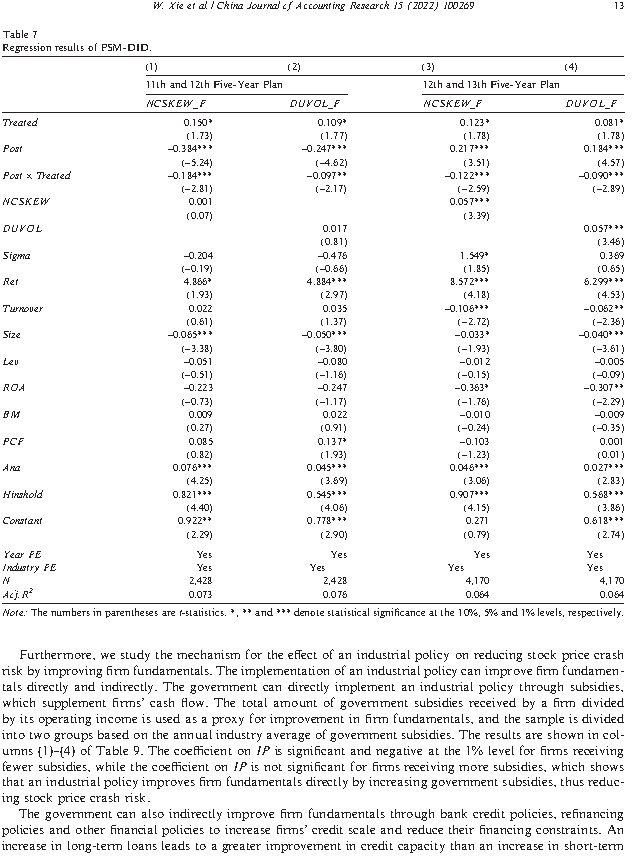 W. Xie et al. / China Journal of Accounting Research 15 (2022) 100269 13
Table 7
Regression results of PSM-DID.
(1) (2) (3) (4)
11th and 12th Five-Year Plan 12th and 13th Five-Year Plan
NCSKEW_F DUVOL_F NCSKEW_F DUVOL_F
Treated 0.150* 0.109* 0.123* 0.081*
(1.73) (1.77) (1.78) (1.78)
Post −0.384*** −0.247*** 0.217*** 0.184***
(−5.24) (−4.62) (3.51) (4.57)
Post × Treated −0.184*** −0.097** −0.122*** −0.090***
(−2.81) (−2.17) (−2.59) (−2.89)
NCSKEW 0.001 0.057***
(0.07) (3.39)
DUVOL 0.017 0.057***
(0.81) (3.46)
Sigma −0.204 −0.476 1.549* 0.369
(−0.19) (−0.66) (1.85) (0.65)
Ret 4.866* 4.884*** 8.572*** 6.299***
(1.93) (2.97) (4.18) (4.53)
Turnover 0.022 0.035 −0.106*** −0.062**
(0.61) (1.37) (−2.72) (−2.36)
Size −0.065*** −0.050*** −0.033* −0.040***
(−3.38) (−3.80) (−1.93) (−3.61)
Lev −0.051 −0.080 −0.012 −0.005
(−0.51) (−1.16) (−0.15) (−0.09)
ROA −0.223 −0.247 −0.363* −0.307**
(−0.73) (−1.17) (−1.76) (−2.29)
BM 0.009 0.022 −0.010 −0.009
(0.27) (0.91) (−0.24) (−0.35)
PCF 0.085 0.137* −0.103 0.001
(0.82) (1.93) (−1.23) (0.01)
Ana 0.076*** 0.045*** 0.046*** 0.027***
(4.25) (3.69) (3.06) (2.83)
Hinshold 0.821*** 0.545*** 0.907*** 0.568***
(4.40) (4.06) (4.15) (3.86)
Constant 0.922** 0.778*** 0.271 0.618***
(2.29) (2.90) (0.79) (2.74)
Year FE Yes Yes Yes Yes
Industry FE Yes Yes Yes Yes
N 2,428 2,428 4,170 4,170
Adj. R² 0.073 0.076 0.064 0.064
Note: The numbers in parentheses are t-statistics. *, ** and *** denote statistical significance at the 10%, 5% and 1% levels, respectively.
Furthermore, we study the mechanism for the effect of an industrial policy on reducing stock price crash
risk by improving firm fundamentals. The implementation of an industrial policy can improve firm fundamen-
tals directly and indirectly. The government can directly implement an industrial policy through subsidies,
which supplement firms' cash flow. The total amount of government subsidies received by a firm divided
by its operating income is used as a proxy for improvement in firm fundamentals, and the sample is divided
into two groups based on the annual industry average of government subsidies. The results are shown in col-
umns (1)–(4) of Table 9. The coefficient on IP is significant and negative at the 1% level for firms receiving
fewer subsidies, while the coefficient on IP is not significant for firms receiving more subsidies, which shows
that an industrial policy improves firm fundamentals directly by increasing government subsidies, thus reduc-
ing stock price crash risk.
The government can also indirectly improve firm fundamentals through bank credit policies, refinancing
policies and other financial policies to increase firms' credit scale and reduce their financing constraints. An
increase in long-term loans leads to a greater improvement in credit capacity than an increase in short-term